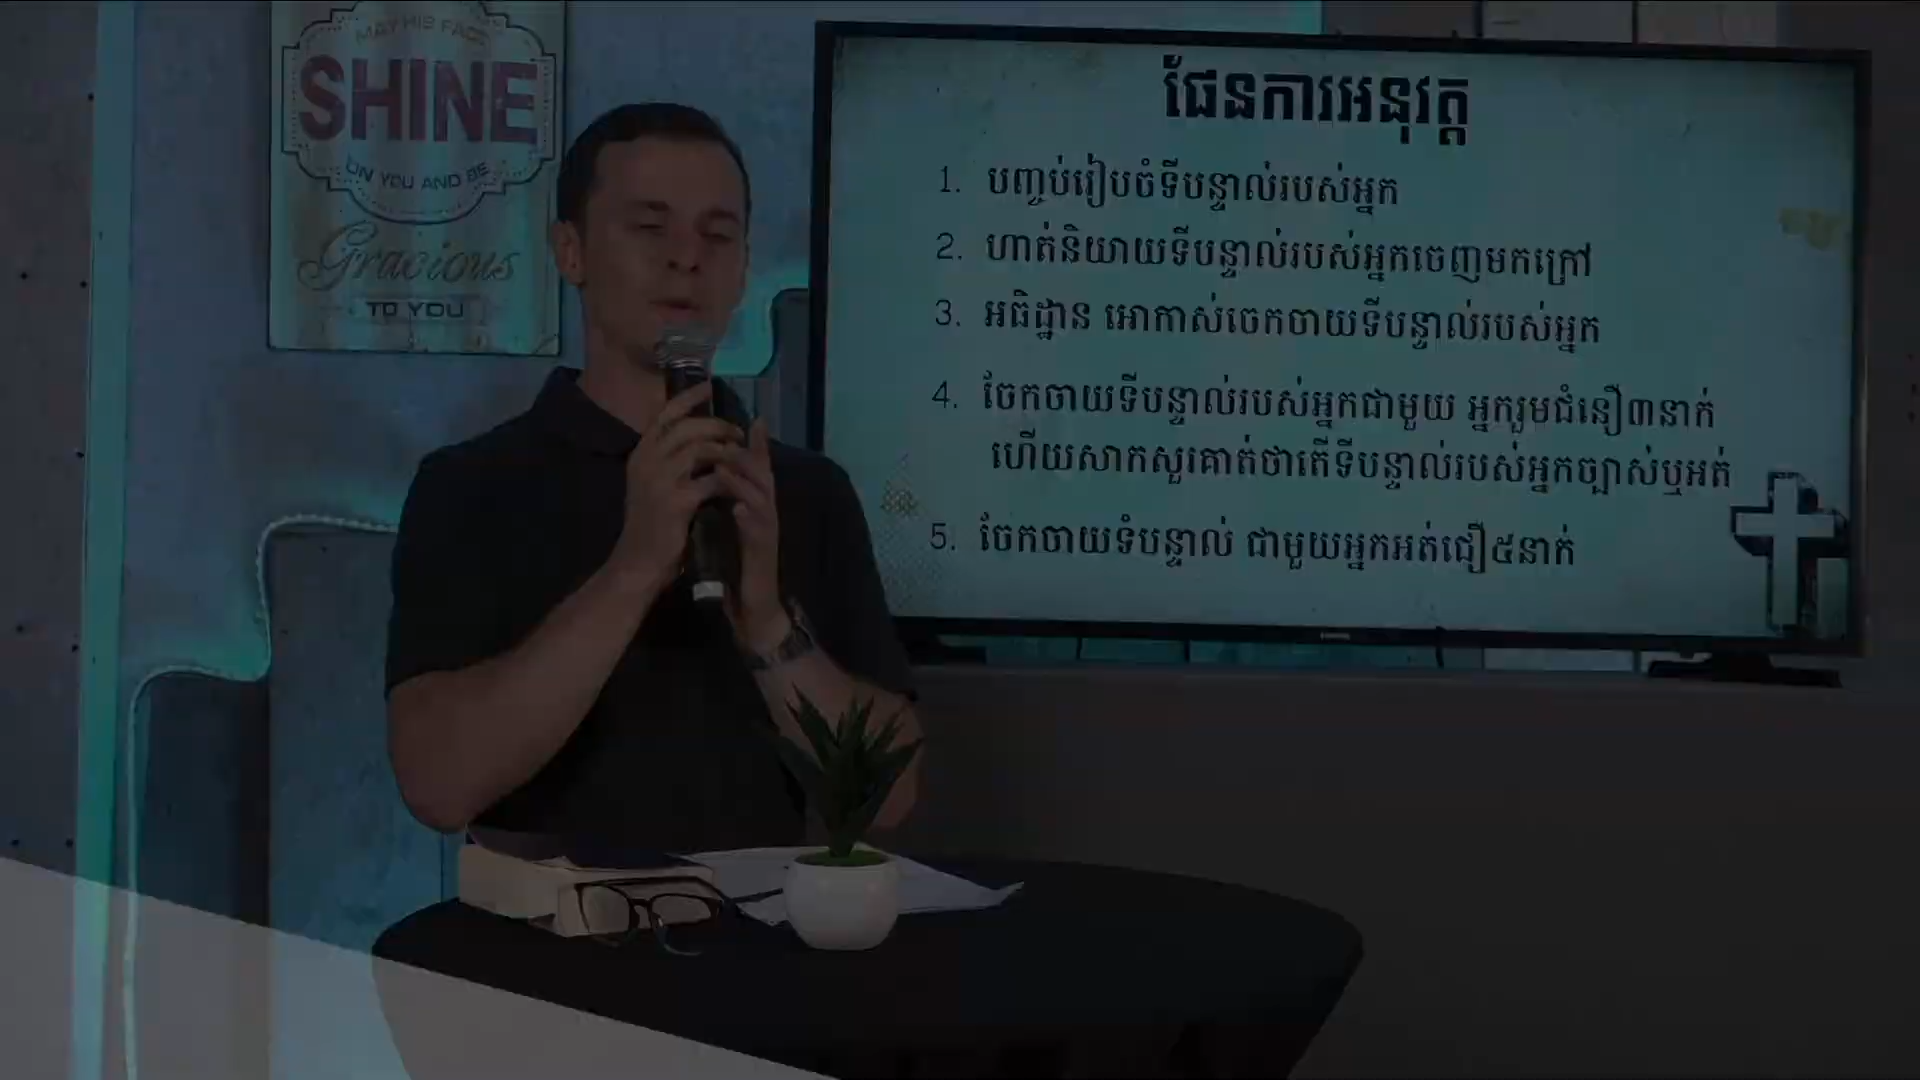 MAY HIS FACE
SHINE
ON YOU AND BE
Gracious
TO YOU
ផែនការអនុវត្ត
1. បញ្ចប់រៀបចំទីបន្ទាល់របស់អ្នក
2. ហាត់និយាយទីបន្ទាល់របស់អ្នកចេញមកក្រៅ
3. អធិដ្ឋាន អោកាស់ចេកចាយទីបន្ទាល់របស់អ្នក
4. ចែកចាយទីបន្ទាល់របស់អ្នកជាមួយ អ្នករួមជំនឿ៣នាក់
ហើយសាកសួរគាត់ថាតើទីបន្ទាល់របស់អ្នកច្បាស់ឬអត់
5. ចែកចាយទំបន្ទាល់ ជាមួយអ្នកអត់ជឿ៥នាក់